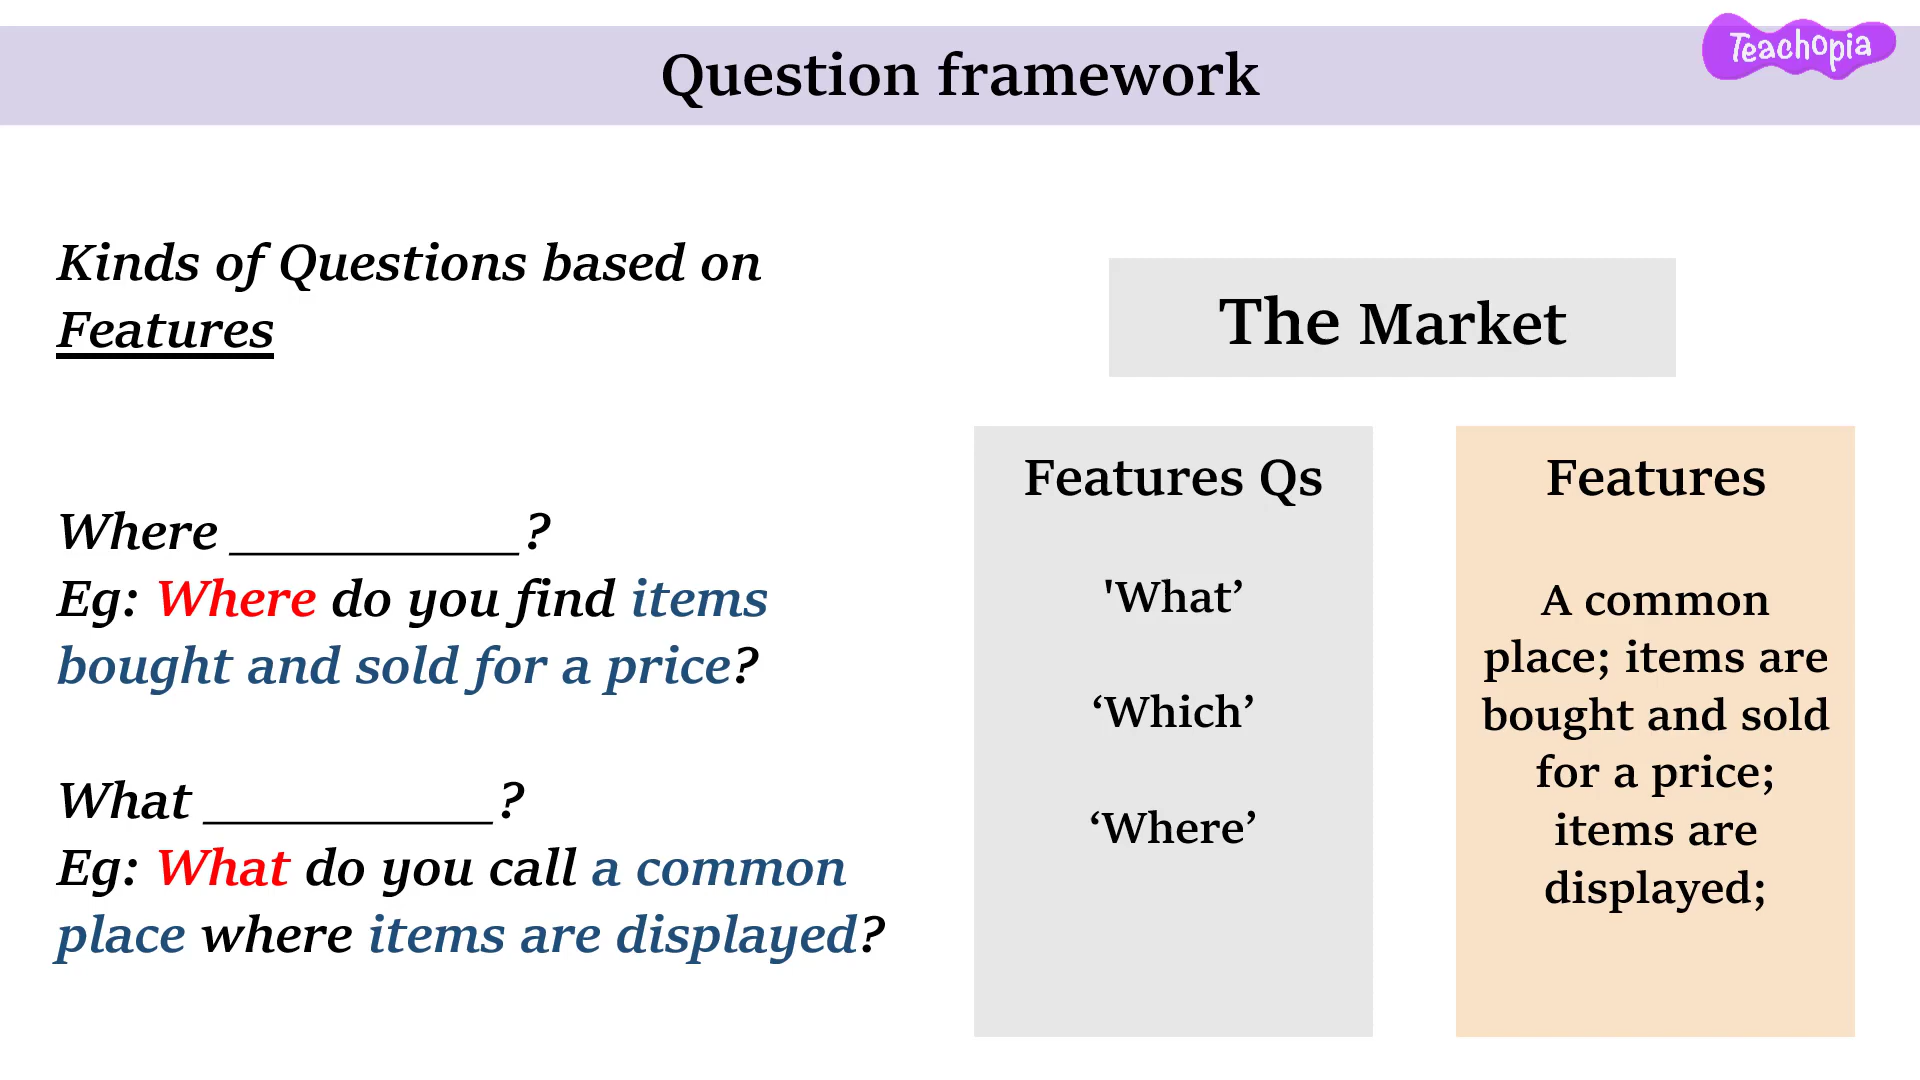 Question framework
Teachopia
Kinds of Questions based on
Features
Where ___________?
Eg: Where do you find items
bought and sold for a price?
What ___________?
Eg: What do you call a common
place where items are displayed?
The Market
Features Qs
'What’
‘Which’
‘Where’
Features
A common
place; items are
bought and sold
for a price;
items are
displayed;